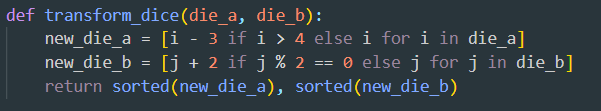 def transform_dice(die_a, die_b):
    new_die_a = [i - 3 if i > 4 else i for i in die_a]
    new_die_b = [j + 2 if j % 2 == 0 else j for j in die_b]
    return sorted(new_die_a), sorted(new_die_b)